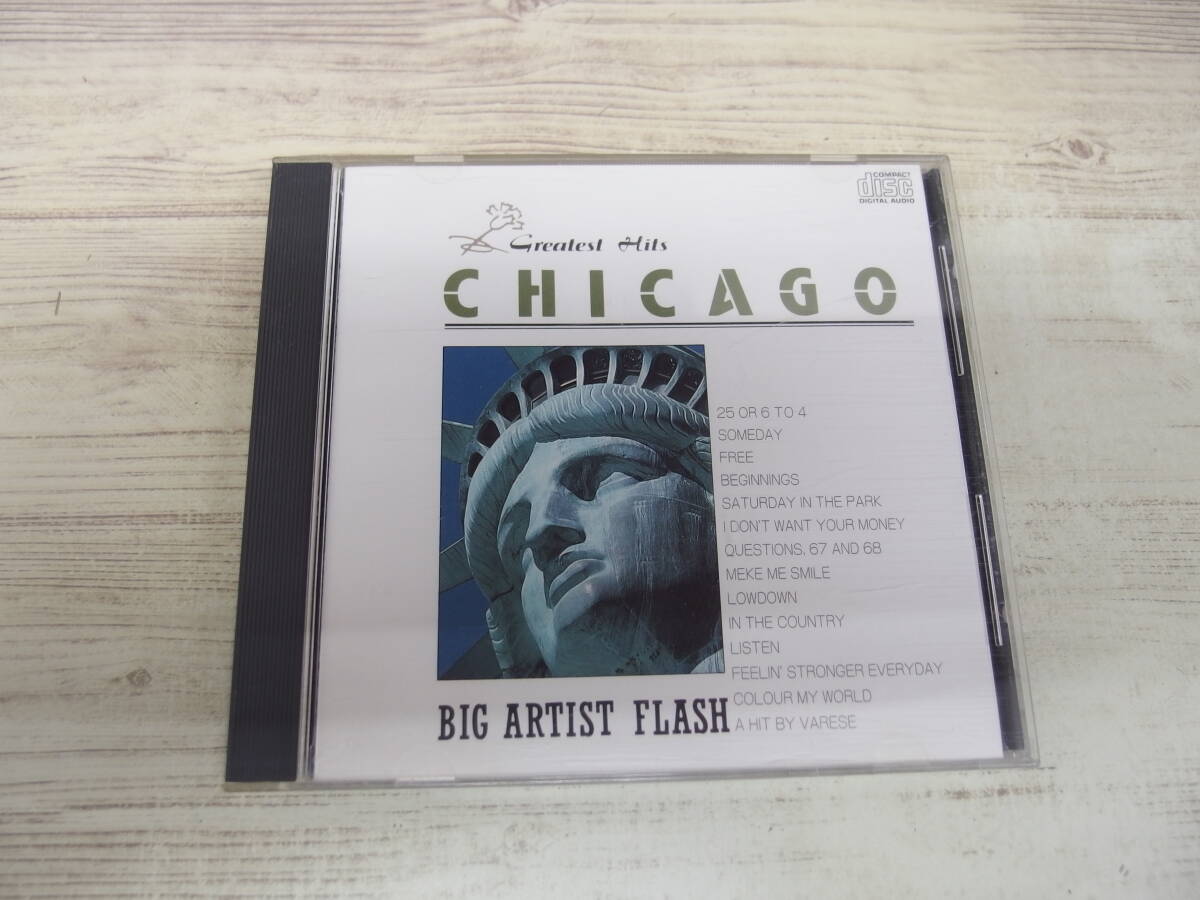 COMPACT
disc
DIGITAL AUDIO
Greatest Hits
CHICAGO
25 OR 6 TO 4
SOMEDAY
FREE
BEGINNINGS
SATURDAY IN THE PARK
I DON'T WANT YOUR MONEY
QUESTIONS, 67 AND 68
MEKE ME SMILE
LOWDOWN
IN THE COUNTRY
LISTEN
FEELIN' STRONGER EVERYDAY
COLOUR MY WORLD
A HIT BY VARESE
BIG ARTIST FLASH